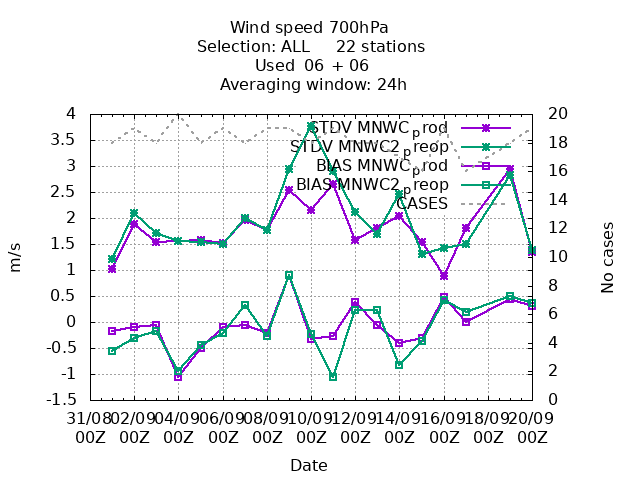 Wind speed 700hPa
Selection: ALL     22 stations
Used  06 + 06
Averaging window: 24h
4
3.5
3
2.5
2
1.5
1
0.5
0
-0.5
-1
-1.5
m/s
20
18
16
14
12
10
8
6
4
2
0
No cases
STDV MNWC_prod
STDV MNWC2_preop
BIAS MNWC_prod
BIAS MNWC2_preop
CASES
31/08 02/09 04/09 06/09 08/09 10/09 12/09 14/09 16/09 18/09 20/09
00Z 00Z 00Z 00Z 00Z 00Z 00Z 00Z 00Z 00Z 00Z
Date